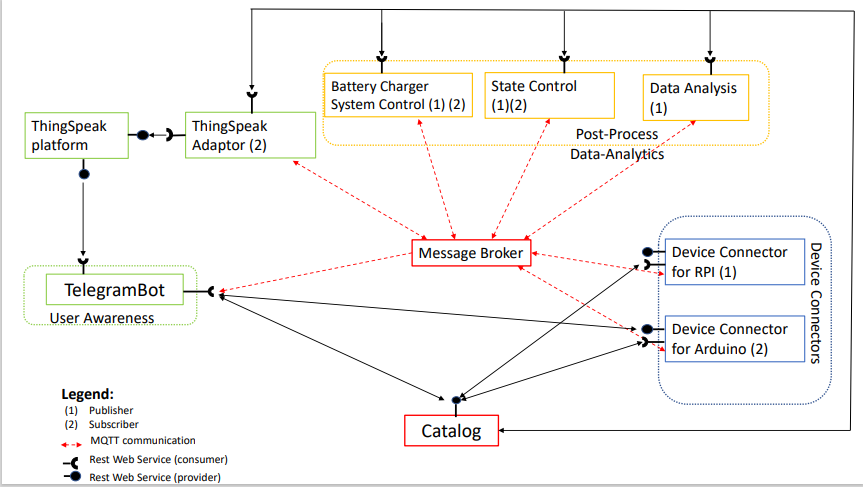 Battery Charger
System Control (1) (2)
State Control
(1)(2)
Data Analysis
(1)
Post-Process
Data-Analytics
ThingSpeak
platform
ThingSpeak
Adaptor (2)
Message Broker
Device Connector
for RPI (1)
Device Connector
for Arduino (2)
Device Connectors
TelegramBot
User Awareness
Catalog
Legend:
(1) Publisher
(2) Subscriber
MQTT communication
Rest Web Service (consumer)
Rest Web Service (provider)